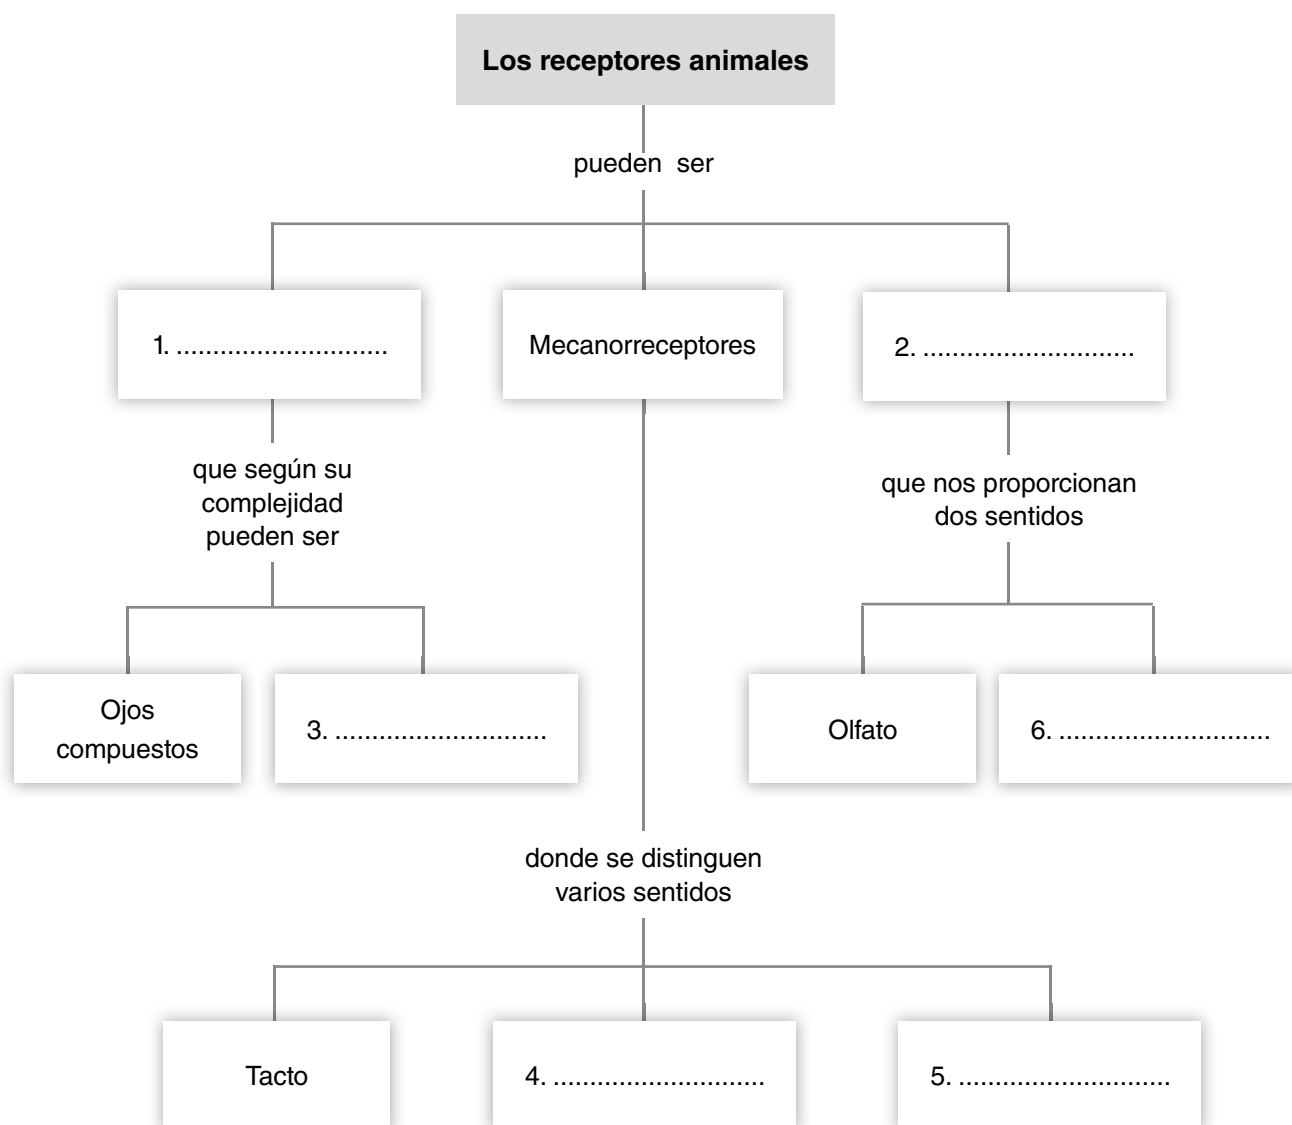 Los receptores animales
pueden ser
1. .............................
Mecanorreceptores
2. .............................
que según su
complejidad
pueden ser
que nos proporcionan
dos sentidos
Ojos
compuestos
3. .............................
Olfato
6. .............................
donde se distinguen
varios sentidos
Tacto
4. .............................
5. .............................